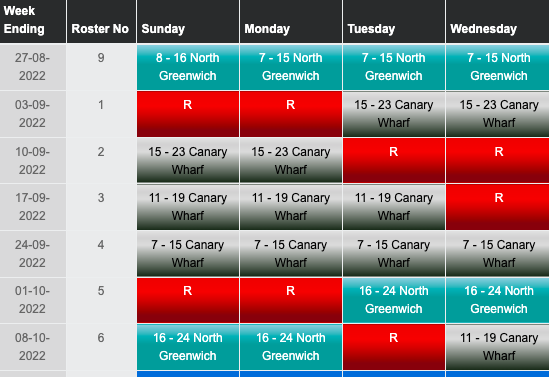 Week Ending Roster No Sunday Monday Tuesday Wednesday
27-08-2022 9 8 - 16 North Greenwich 7 - 15 North Greenwich 7 - 15 North Greenwich 7 - 15 North Greenwich
03-09-2022 1 R R 15 - 23 Canary Wharf 15 - 23 Canary Wharf
10-09-2022 2 15 - 23 Canary Wharf 15 - 23 Canary Wharf R R
17-09-2022 3 11 - 19 Canary Wharf 11 - 19 Canary Wharf 11 - 19 Canary Wharf R
24-09-2022 4 7 - 15 Canary Wharf 7 - 15 Canary Wharf 7 - 15 Canary Wharf 7 - 15 Canary Wharf
01-10-2022 5 R R 16 - 24 North Greenwich 16 - 24 North Greenwich
08-10-2022 6 16 - 24 North Greenwich 16 - 24 North Greenwich R 11 - 19 Canary Wharf